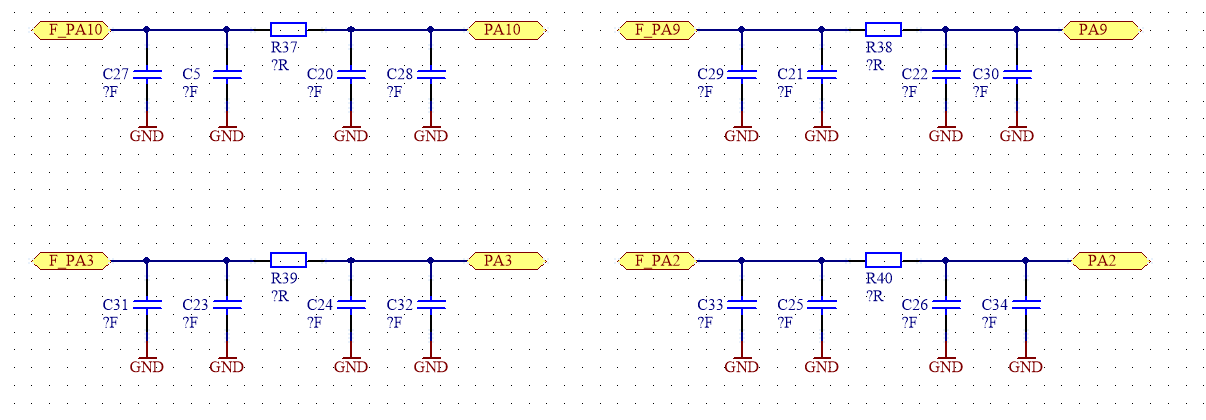 F_PA10
PA10
R37
?R
C27
?F
C5
?F
C20
?F
C28
?F
GND
GND
GND
GND
F_PA9
PA9
R38
?R
C29
?F
C21
?F
C22
?F
C30
?F
GND
GND
GND
GND
F_PA3
PA3
R39
?R
C31
?F
C23
?F
C24
?F
C32
?F
GND
GND
GND
GND
F_PA2
PA2
R40
?R
C33
?F
C25
?F
C26
?F
C34
?F
GND
GND
GND
GND